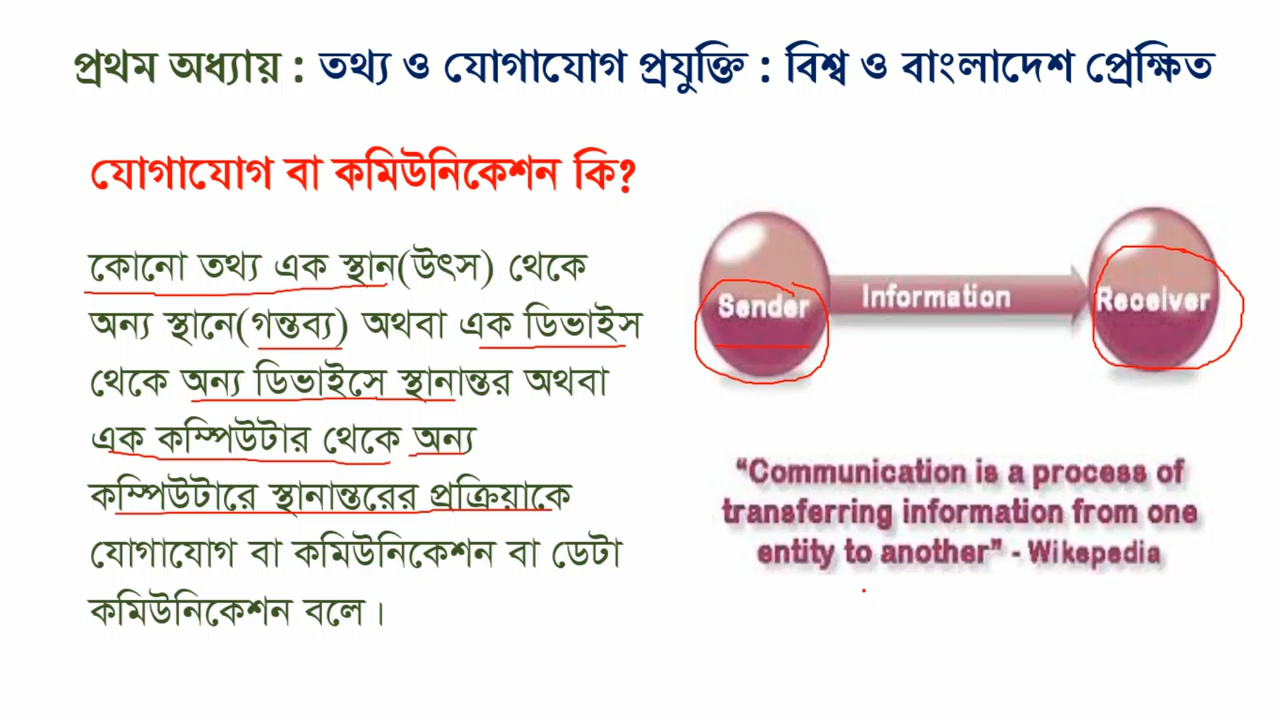 প্রথম অধ্যায় : তথ্য ও যোগাযোগ প্রযুক্তি : বিশ্ব ও বাংলাদেশ প্রেক্ষিত
যোগাযোগ বা কমিউনিকেশন কি?
কোনো তথ্য এক স্থান(উৎস) থেকে
অন্য স্থানে(গন্তব্য) অথবা এক ডিভাইস
থেকে অন্য ডিভাইসে স্থানান্তর অথবা
এক কম্পিউটার থেকে অন্য
কম্পিউটারে স্থানান্তরের প্রক্রিয়াকে
যোগাযোগ বা কমিউনিকেশন বা ডেটা
কমিউনিকেশন বলে।
Sender
Information
Receiver
“Communication is a process of
transferring information from one
entity to another” - Wikepedia